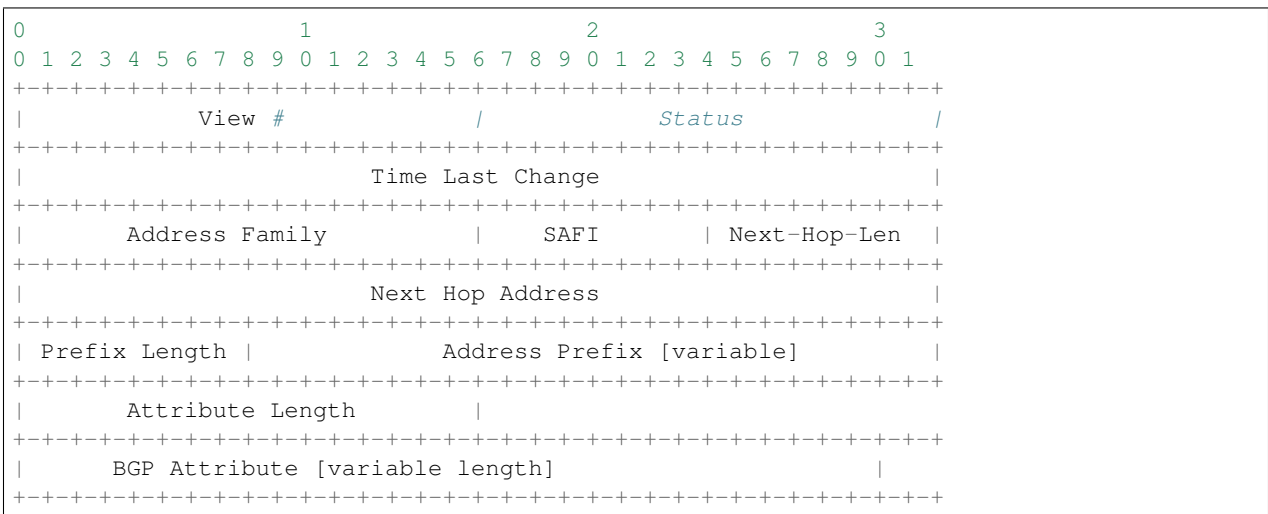 0                   1                   2                   3
0 1 2 3 4 5 6 7 8 9 0 1 2 3 4 5 6 7 8 9 0 1 2 3 4 5 6 7 8 9 0 1
+-+-+-+-+-+-+-+-+-+-+-+-+-+-+-+-+-+-+-+-+-+-+-+-+-+-+-+-+-+-+-+-+
|            View #             |            Status             |
+-+-+-+-+-+-+-+-+-+-+-+-+-+-+-+-+-+-+-+-+-+-+-+-+-+-+-+-+-+-+-+-+
|                        Time Last Change                       |
+-+-+-+-+-+-+-+-+-+-+-+-+-+-+-+-+-+-+-+-+-+-+-+-+-+-+-+-+-+-+-+-+
|       Address Family          |    SAFI       | Next-Hop-Len  |
+-+-+-+-+-+-+-+-+-+-+-+-+-+-+-+-+-+-+-+-+-+-+-+-+-+-+-+-+-+-+-+-+
|                        Next Hop Address                       |
+-+-+-+-+-+-+-+-+-+-+-+-+-+-+-+-+-+-+-+-+-+-+-+-+-+-+-+-+-+-+-+-+
| Prefix Length |             Address Prefix [variable]         |
+-+-+-+-+-+-+-+-+-+-+-+-+-+-+-+-+-+-+-+-+-+-+-+-+-+-+-+-+-+-+-+-+
|       Attribute Length        |
+-+-+-+-+-+-+-+-+-+-+-+-+-+-+-+-+-+-+-+-+-+-+-+-+-+-+-+-+-+-+-+-+
|      BGP Attribute [variable length]                      |
+-+-+-+-+-+-+-+-+-+-+-+-+-+-+-+-+-+-+-+-+-+-+-+-+-+-+-+-+-+-+-+-+